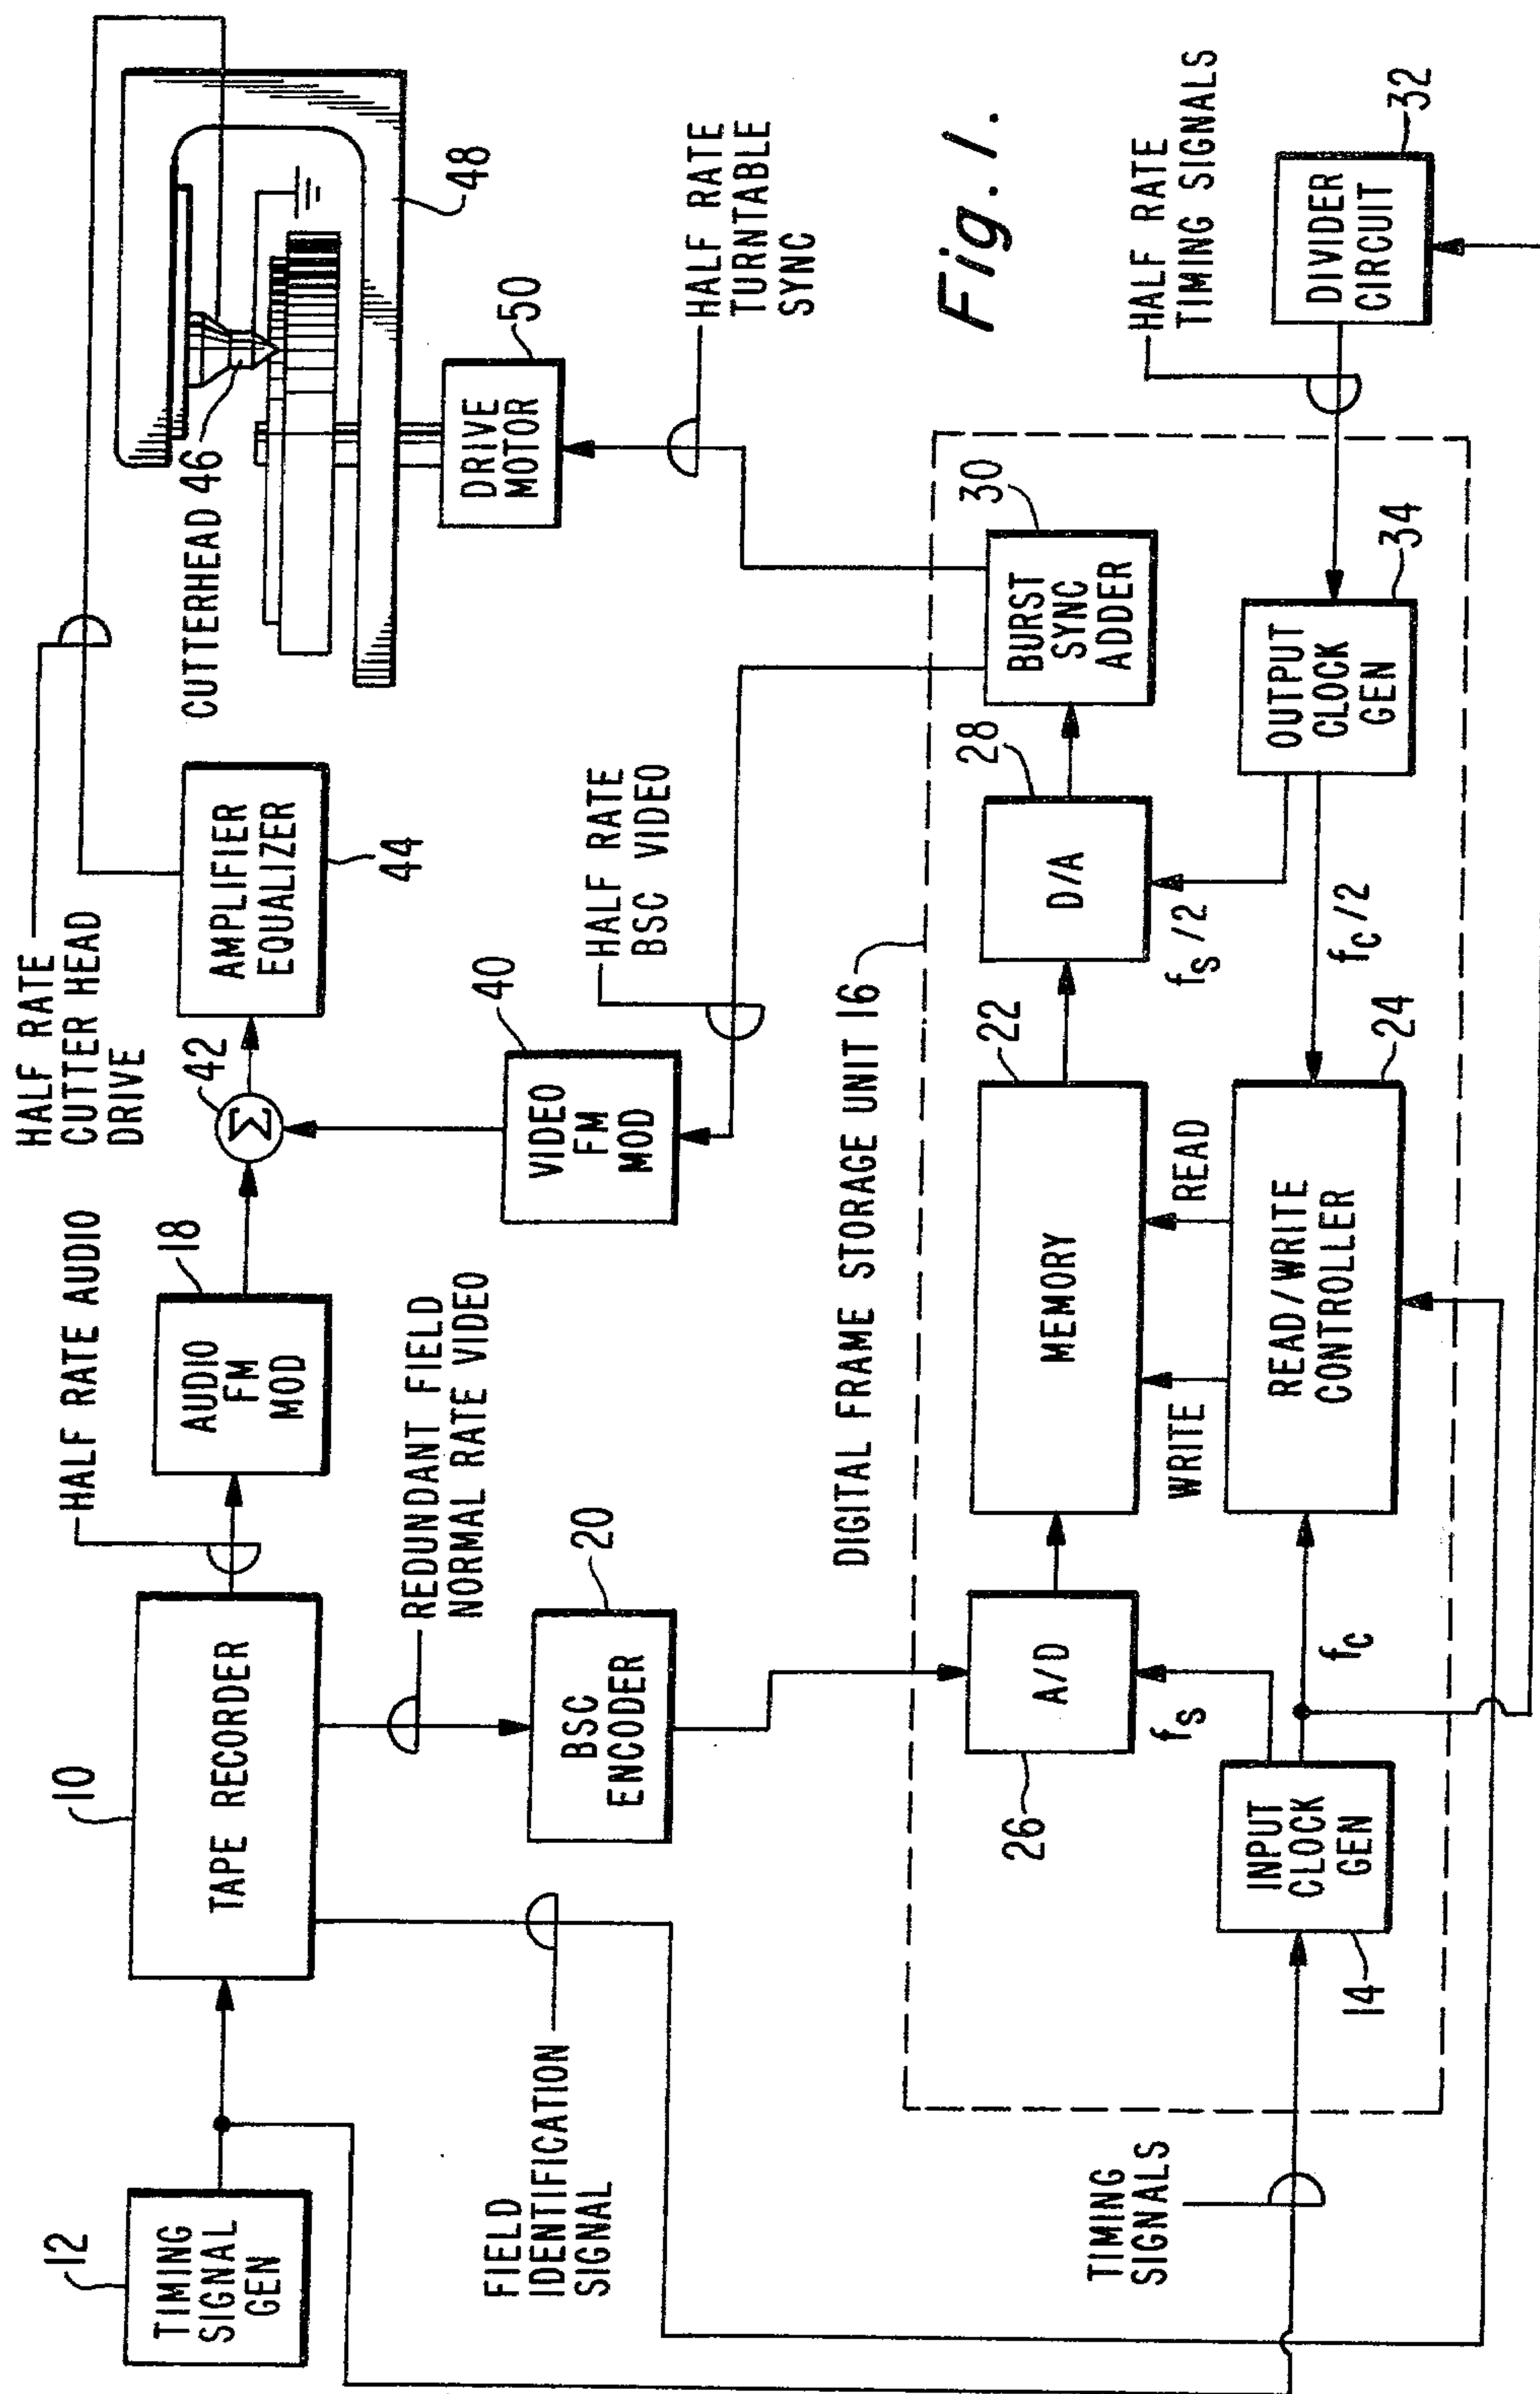 12
TIMING
SIGNAL
GEN
10
TAPE RECORDER
HALF RATE AUDIO
18
AUDIO
FM
MOD
42
Σ
HALF RATE
CUTTER HEAD
DRIVE
AMPLIFIER
EQUALIZER
44
CUTTERHEAD 46
48
50
DRIVE
MOTOR
HALF RATE
TURNTABLE
SYNC
Fig. 1.
FIELD
IDENTIFICATION
SIGNAL
REDUNDANT FIELD
NORMAL RATE VIDEO
20
BSC
ENCODER
40
VIDEO
FM
MOD
HALF RATE
BSC VIDEO
DIGITAL FRAME STORAGE UNIT 16
26
A/D
fs
22
MEMORY
28
D/A
fs/2
30
BURST
SYNC
ADDER
TIMING
SIGNALS
14
INPUT
CLOCK
GEN
fc
WRITE
READ
READ/WRITE
CONTROLLER
24
fc/2
OUTPUT
CLOCK
GEN
34
HALF RATE
TIMING SIGNALS
DIVIDER
CIRCUIT
32